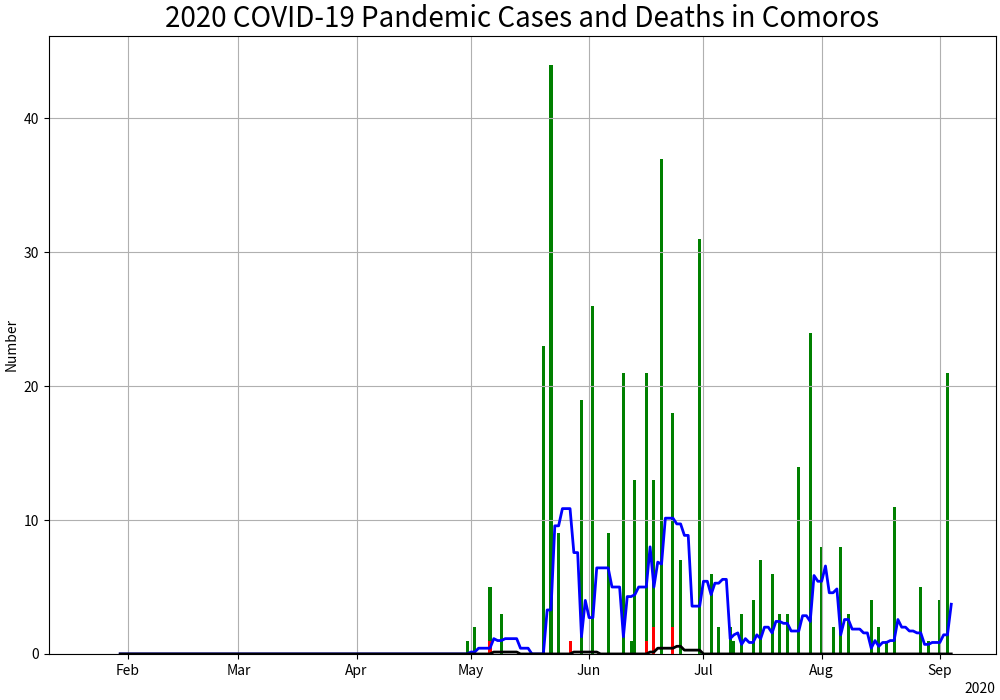 2020 COVID-19 Pandemic Cases and Deaths in Comoros
Number
40
30
20
10
0
Feb Mar Apr May Jun Jul Aug Sep
2020